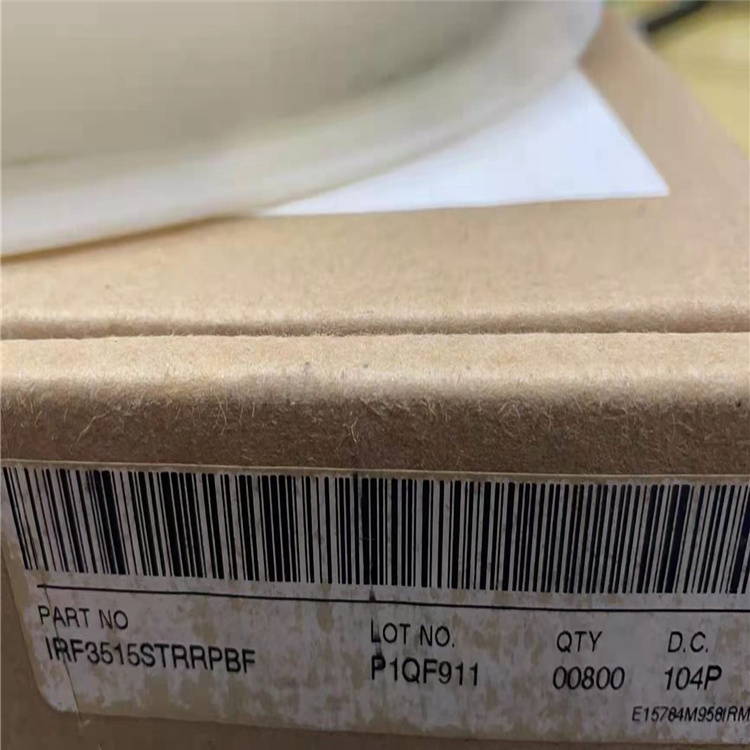 PART NO LOT NO. QTY D.C.
IRF3515STRRPBF P1QF911 00800 104P
E15784M958IRM